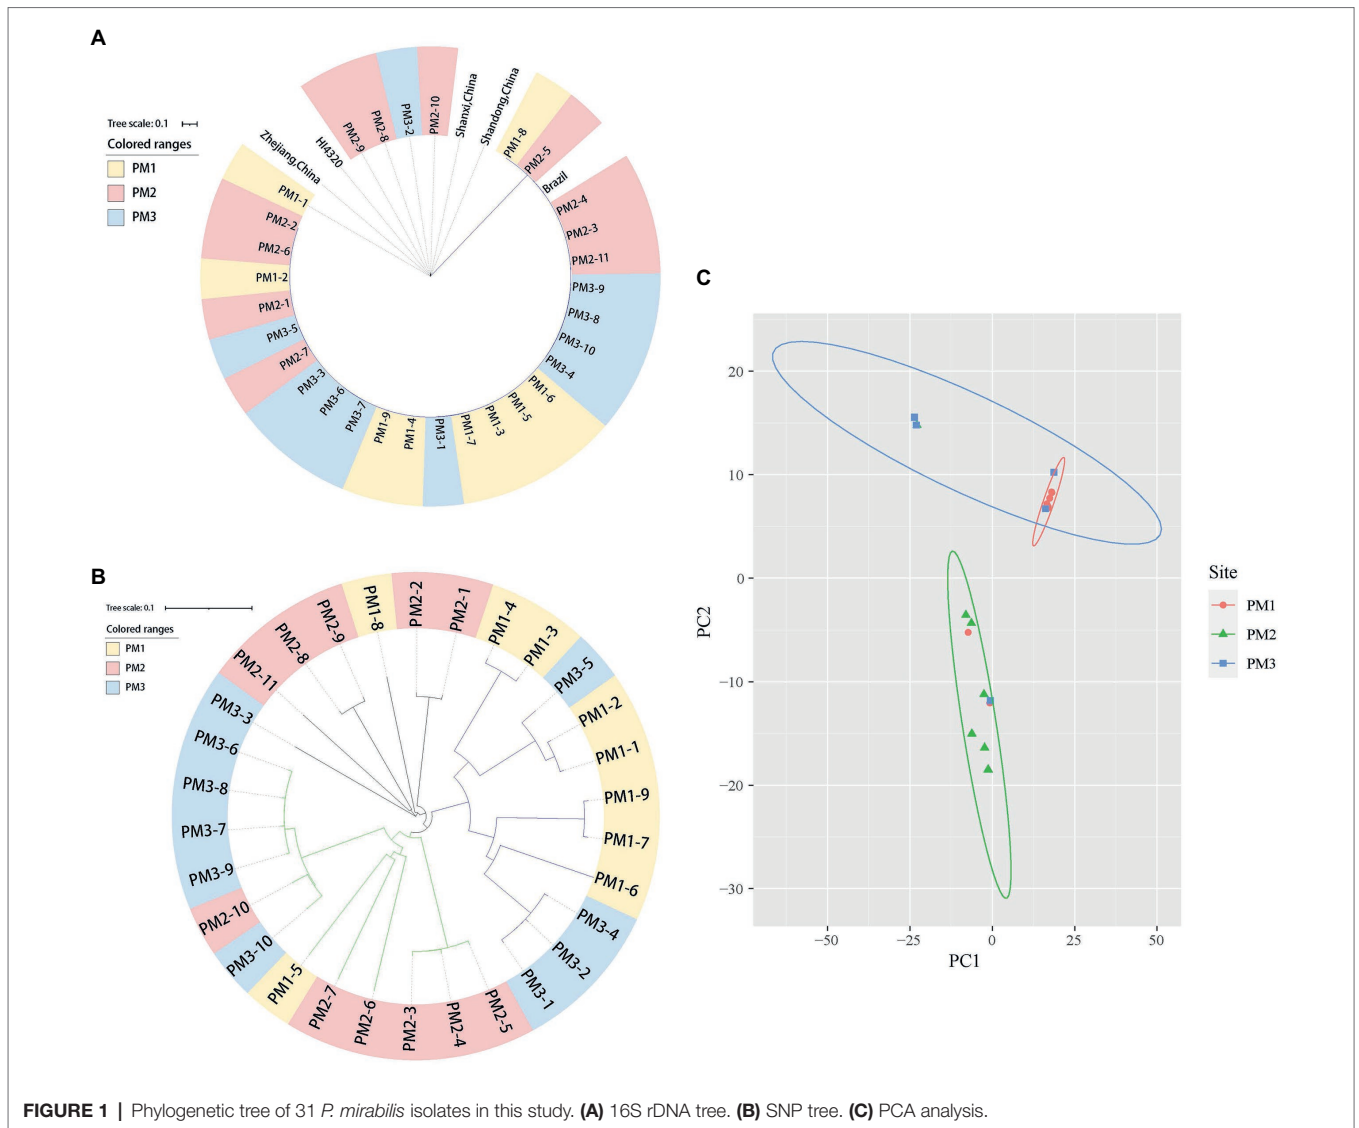 A
Tree scale: 0.1
Colored ranges
PM1
PM2
PM3
Zhejiang,China
HI4320
PM2-9
PM2-8
PM3-2
PM2-10
Shanxi,China
Shandong,China
PM1-8
PM2-5
Brazil
PM2-4
PM2-3
PM2-11
PM3-9
PM3-8
PM3-10
PM3-4
PM1-6
PM1-5
PM1-3
PM1-7
PM3-1
PM1-4
PM1-9
PM3-7
PM3-6
PM3-3
PM2-7
PM3-5
PM2-1
PM1-2
PM2-6
PM2-2
PM1-1
B
Tree scale: 0.1
Colored ranges
PM1
PM2
PM3
PM1-8
PM2-2
PM2-1
PM1-4
PM1-3
PM3-5
PM1-2
PM1-1
PM1-9
PM1-7
PM1-6
PM3-4
PM3-2
PM3-1
PM2-5
PM2-4
PM2-3
PM2-6
PM2-7
PM1-5
PM3-10
PM2-10
PM3-9
PM3-7
PM3-8
PM3-6
PM3-3
PM2-11
PM2-8
PM2-9
C
20
10
0
−10
−20
−30
PC2
−50
−25
0
25
50
PC1
Site
PM1
PM2
PM3
FIGURE 1 | Phylogenetic tree of 31 P. mirabilis isolates in this study. (A) 16S rDNA tree. (B) SNP tree. (C) PCA analysis.